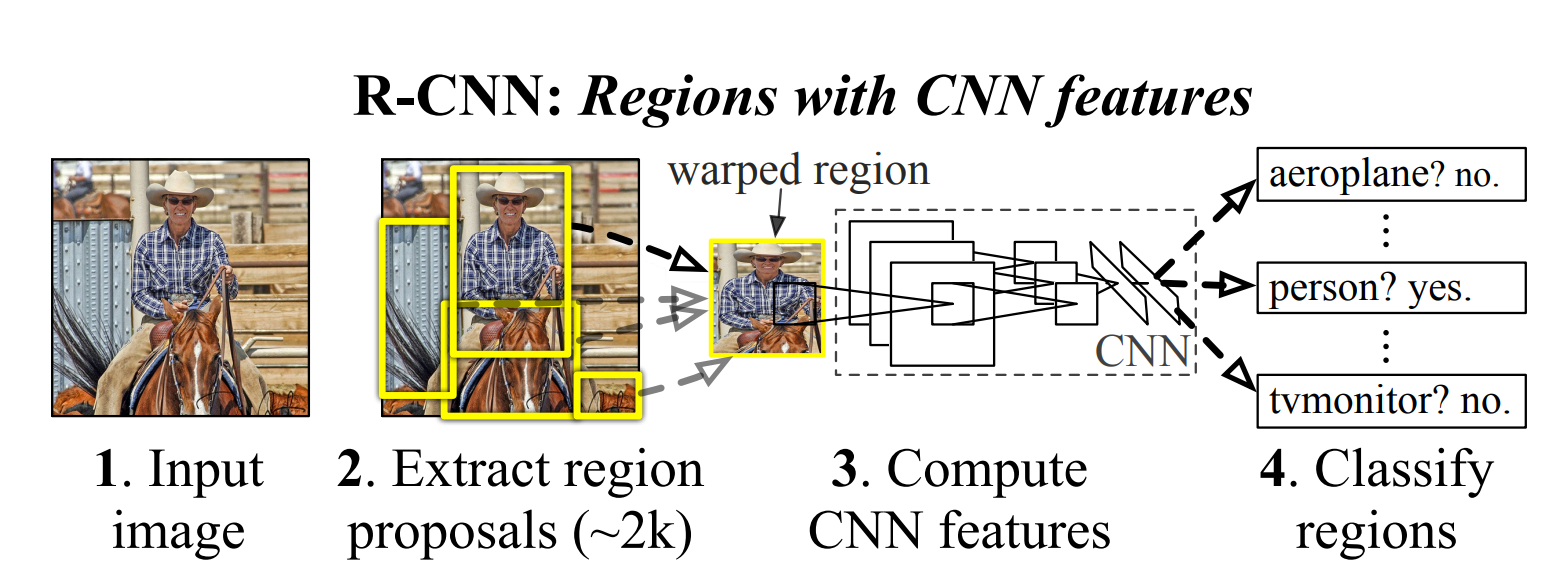 R-CNN: Regions with CNN features
warped region
aeroplane? no.
⋮
person? yes.
⋮
tvmonitor? no.
CNN
1. Input
image
2. Extract region
proposals (~2k)
3. Compute
CNN features
4. Classify
regions